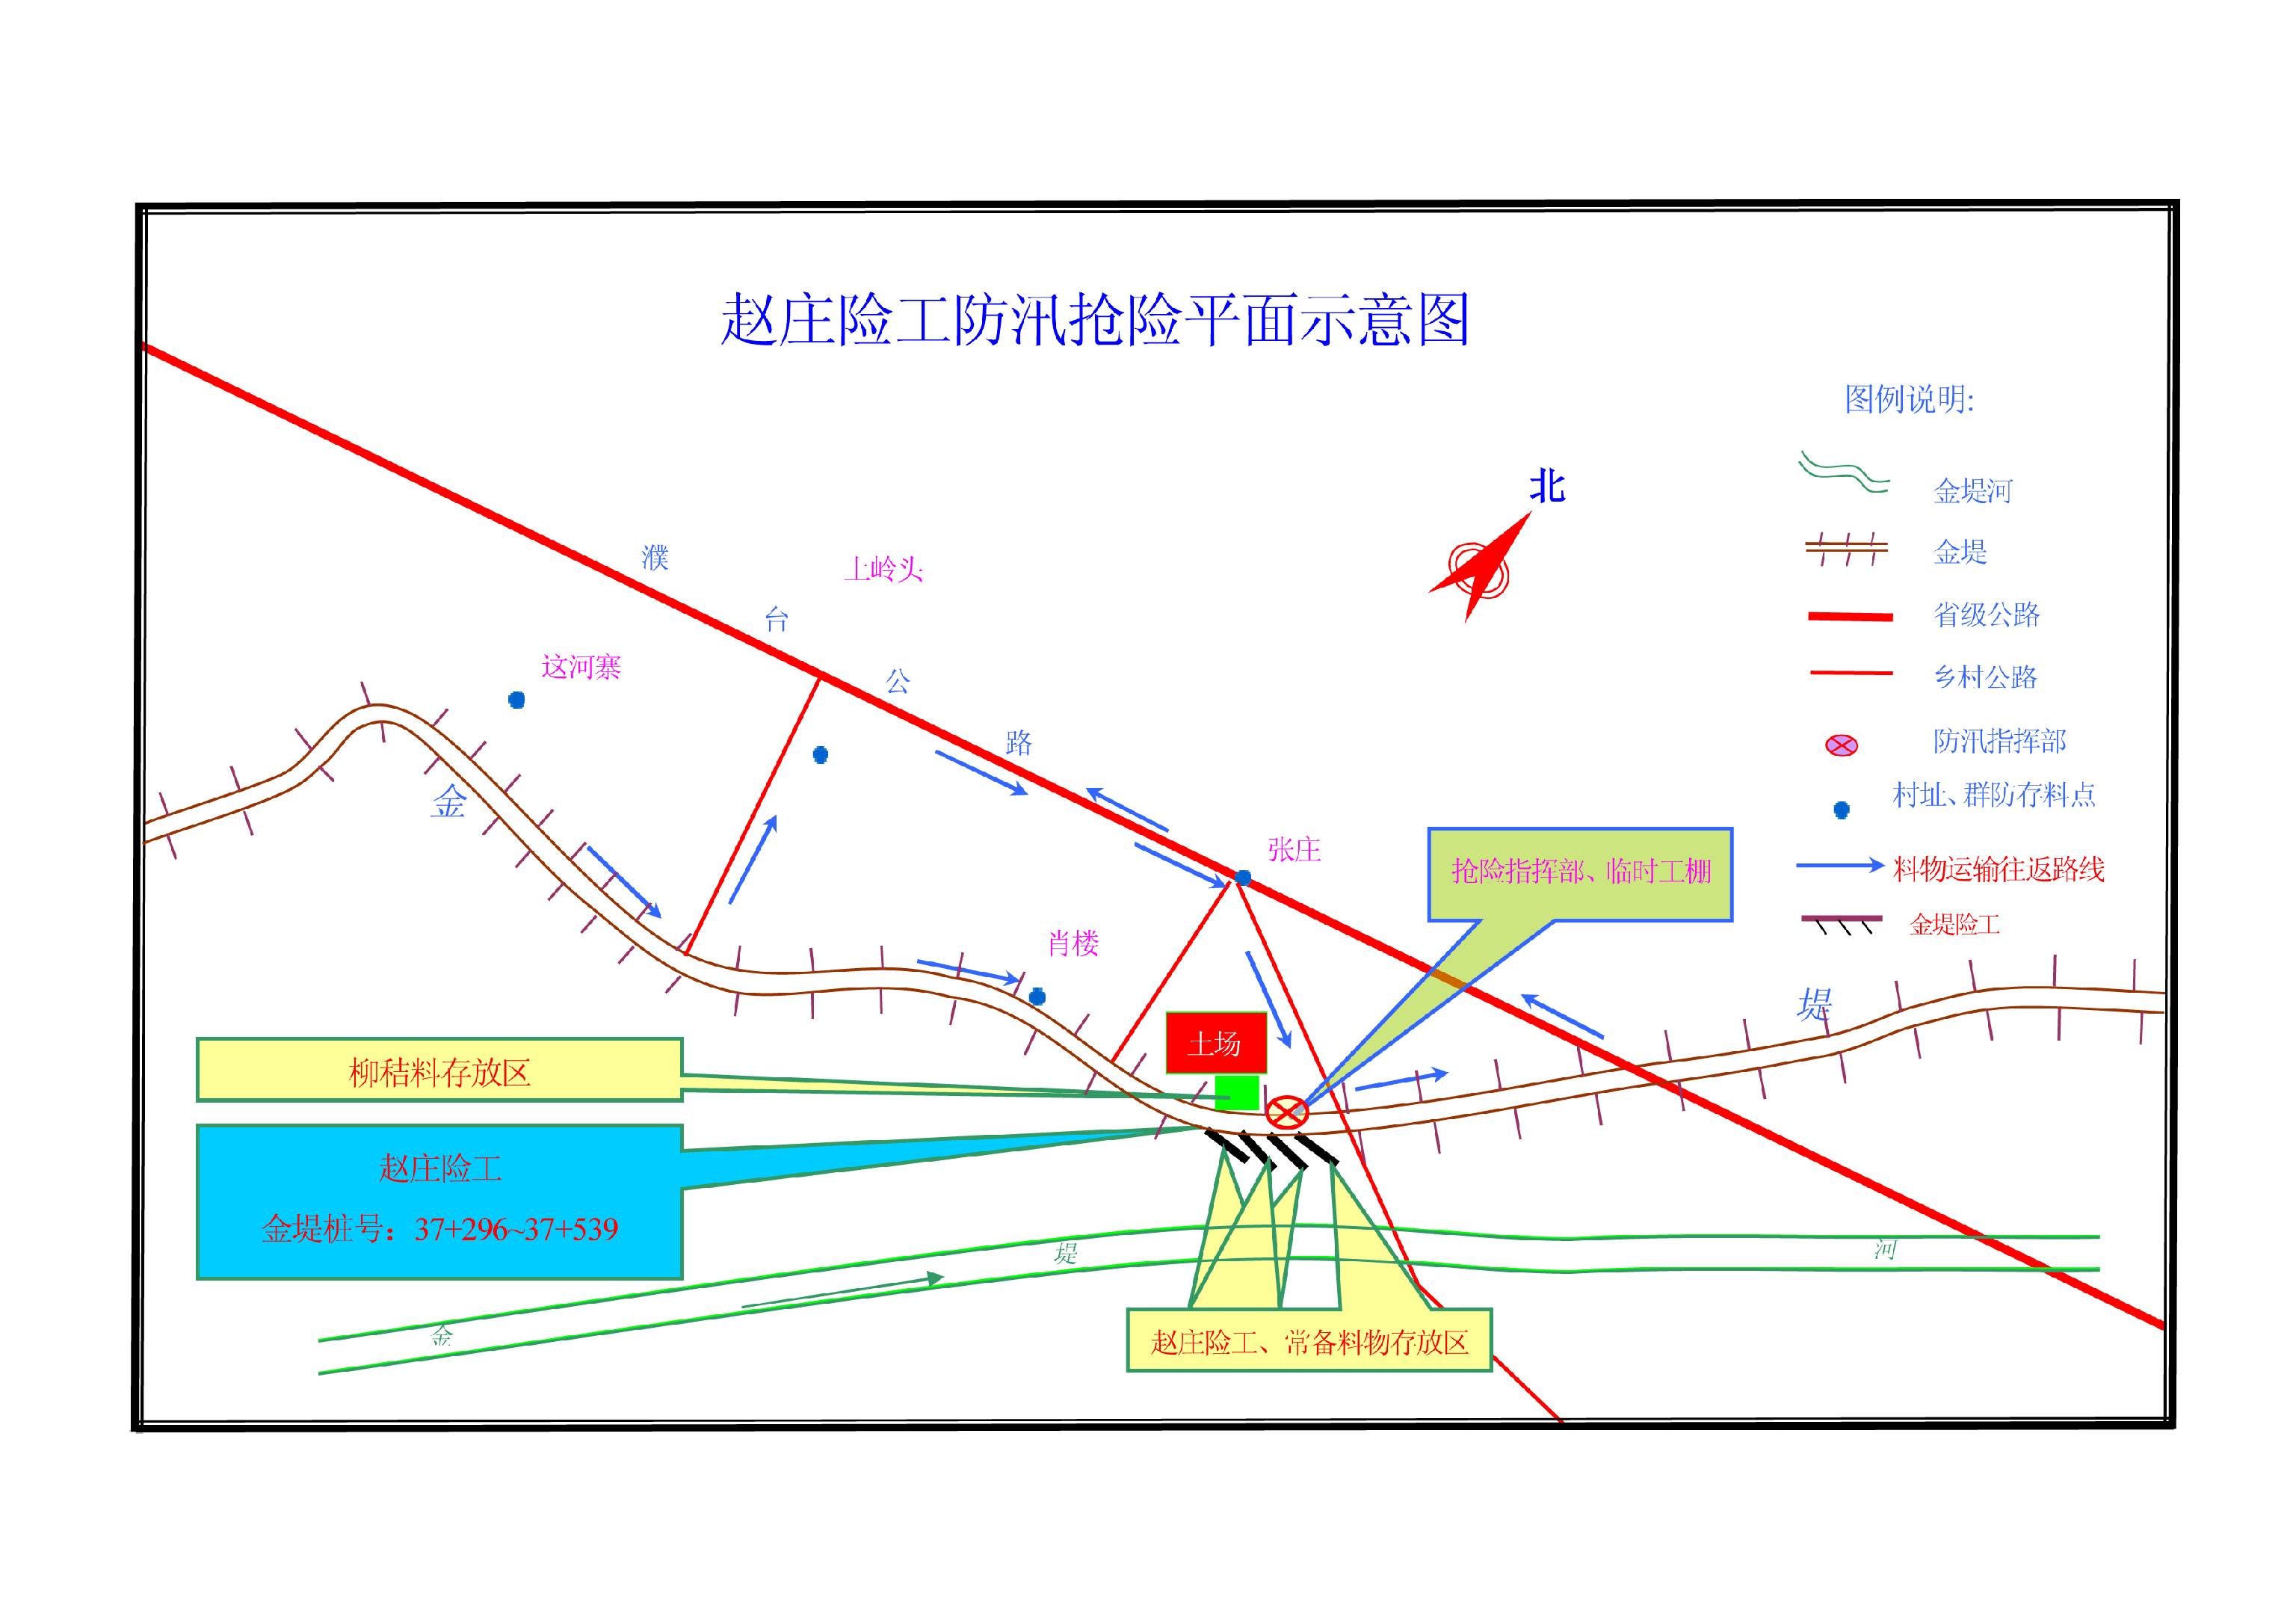 赵庄险工防汛抢险平面示意图
图例说明:
北
金堤河
濮
金堤
上岭头
台
省级公路
这河寨
公
乡村公路
路
防汛指挥部
金
村址、群防存料点
张庄
抢险指挥部、临时工棚
料物运输往返路线
金堤险工
肖楼
堤
土场
柳秸料存放区
赵庄险工
金堤桩号：37+296~37+539
堤
河
金
赵庄险工、常备料物存放区